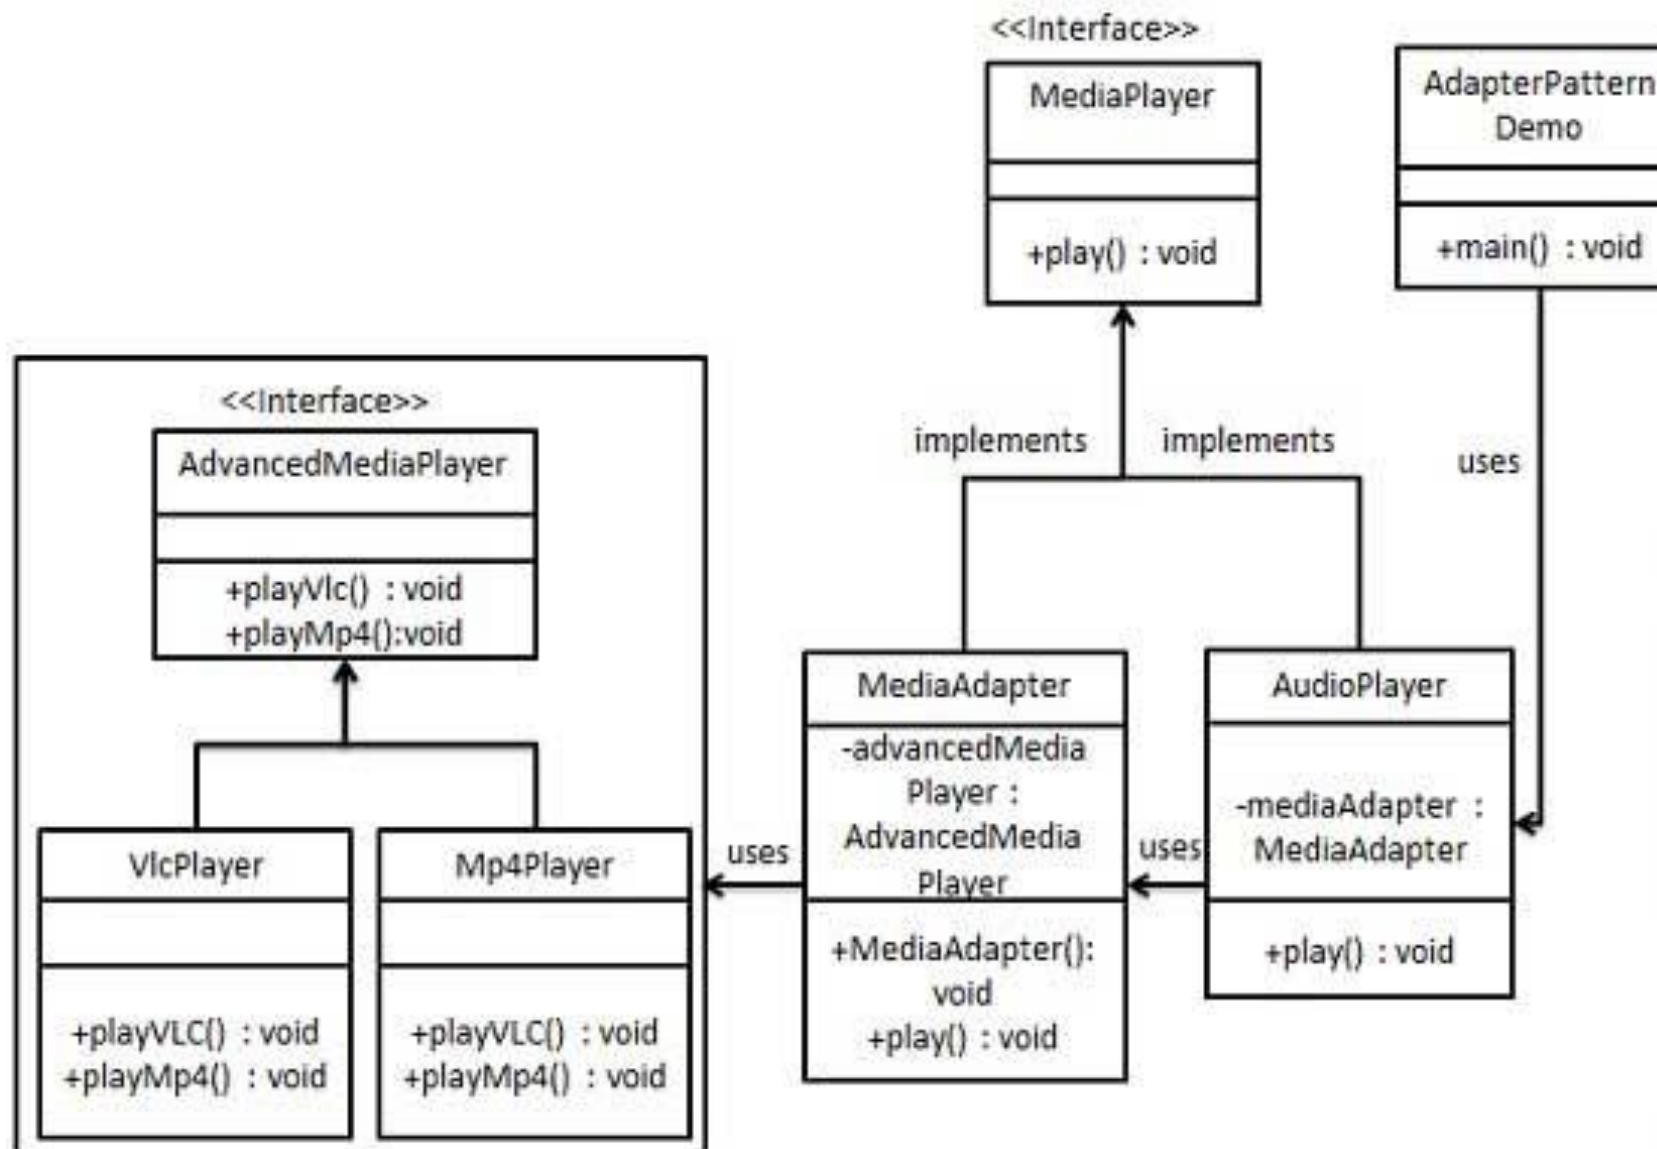 <<Interface>>
MediaPlayer
+play() : void
AdapterPattern
Demo
+main() : void
implements
implements
uses
<<Interface>>
AdvancedMediaPlayer
+playVlc() : void
+playMp4():void
VlcPlayer
+playVLC() : void
+playMp4() : void
Mp4Player
+playVLC() : void
+playMp4() : void
uses
MediaAdapter
-advancedMedia
Player :
AdvancedMedia
Player
+MediaAdapter():
void
+play() : void
uses
AudioPlayer
-mediaAdapter :
MediaAdapter
+play() : void